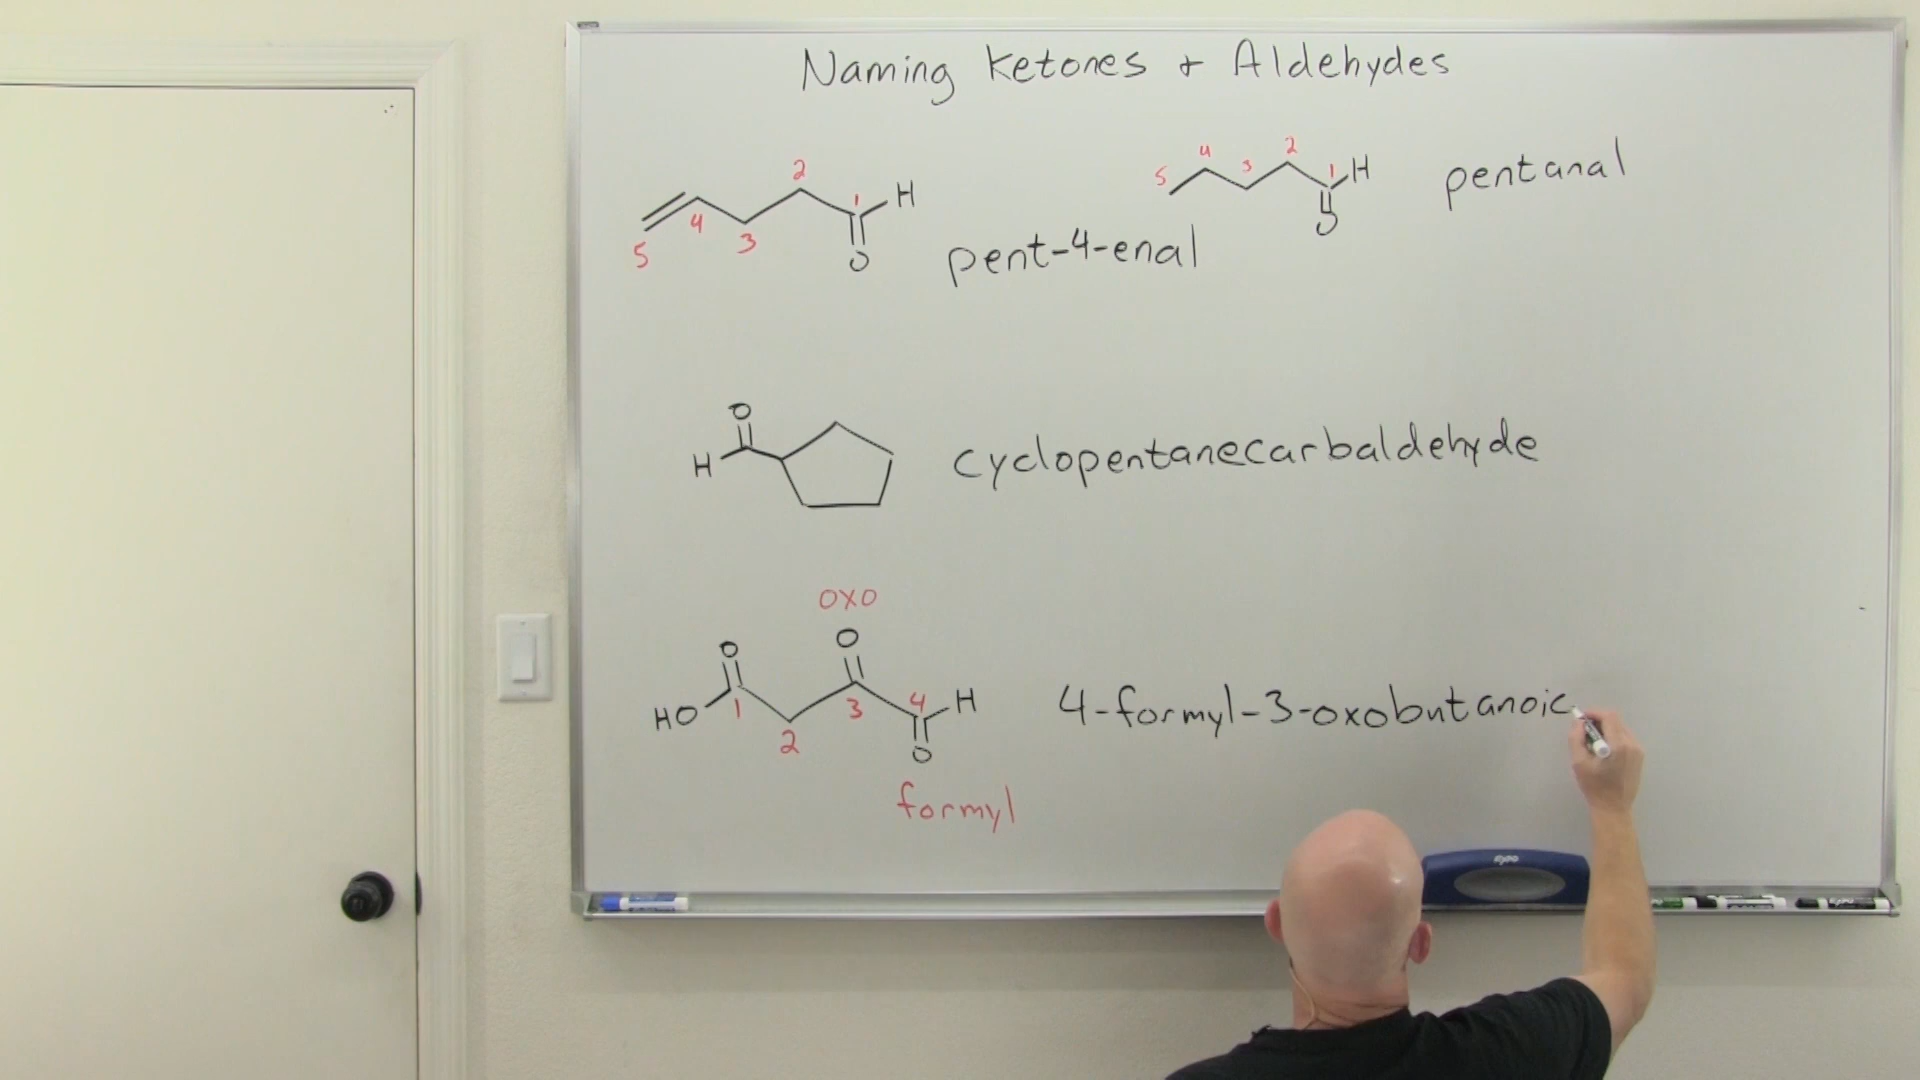 Naming Ketones + Aldehydes
5 4 3 2 1 H O
pent-4-enal
5 4 3 2 1 H O
pentanal
O H
cyclopentanecarbaldehyde
oxo
O O
HO 1 2 3 4 H
O
4-formyl-3-oxobutanoic
formyl
expo